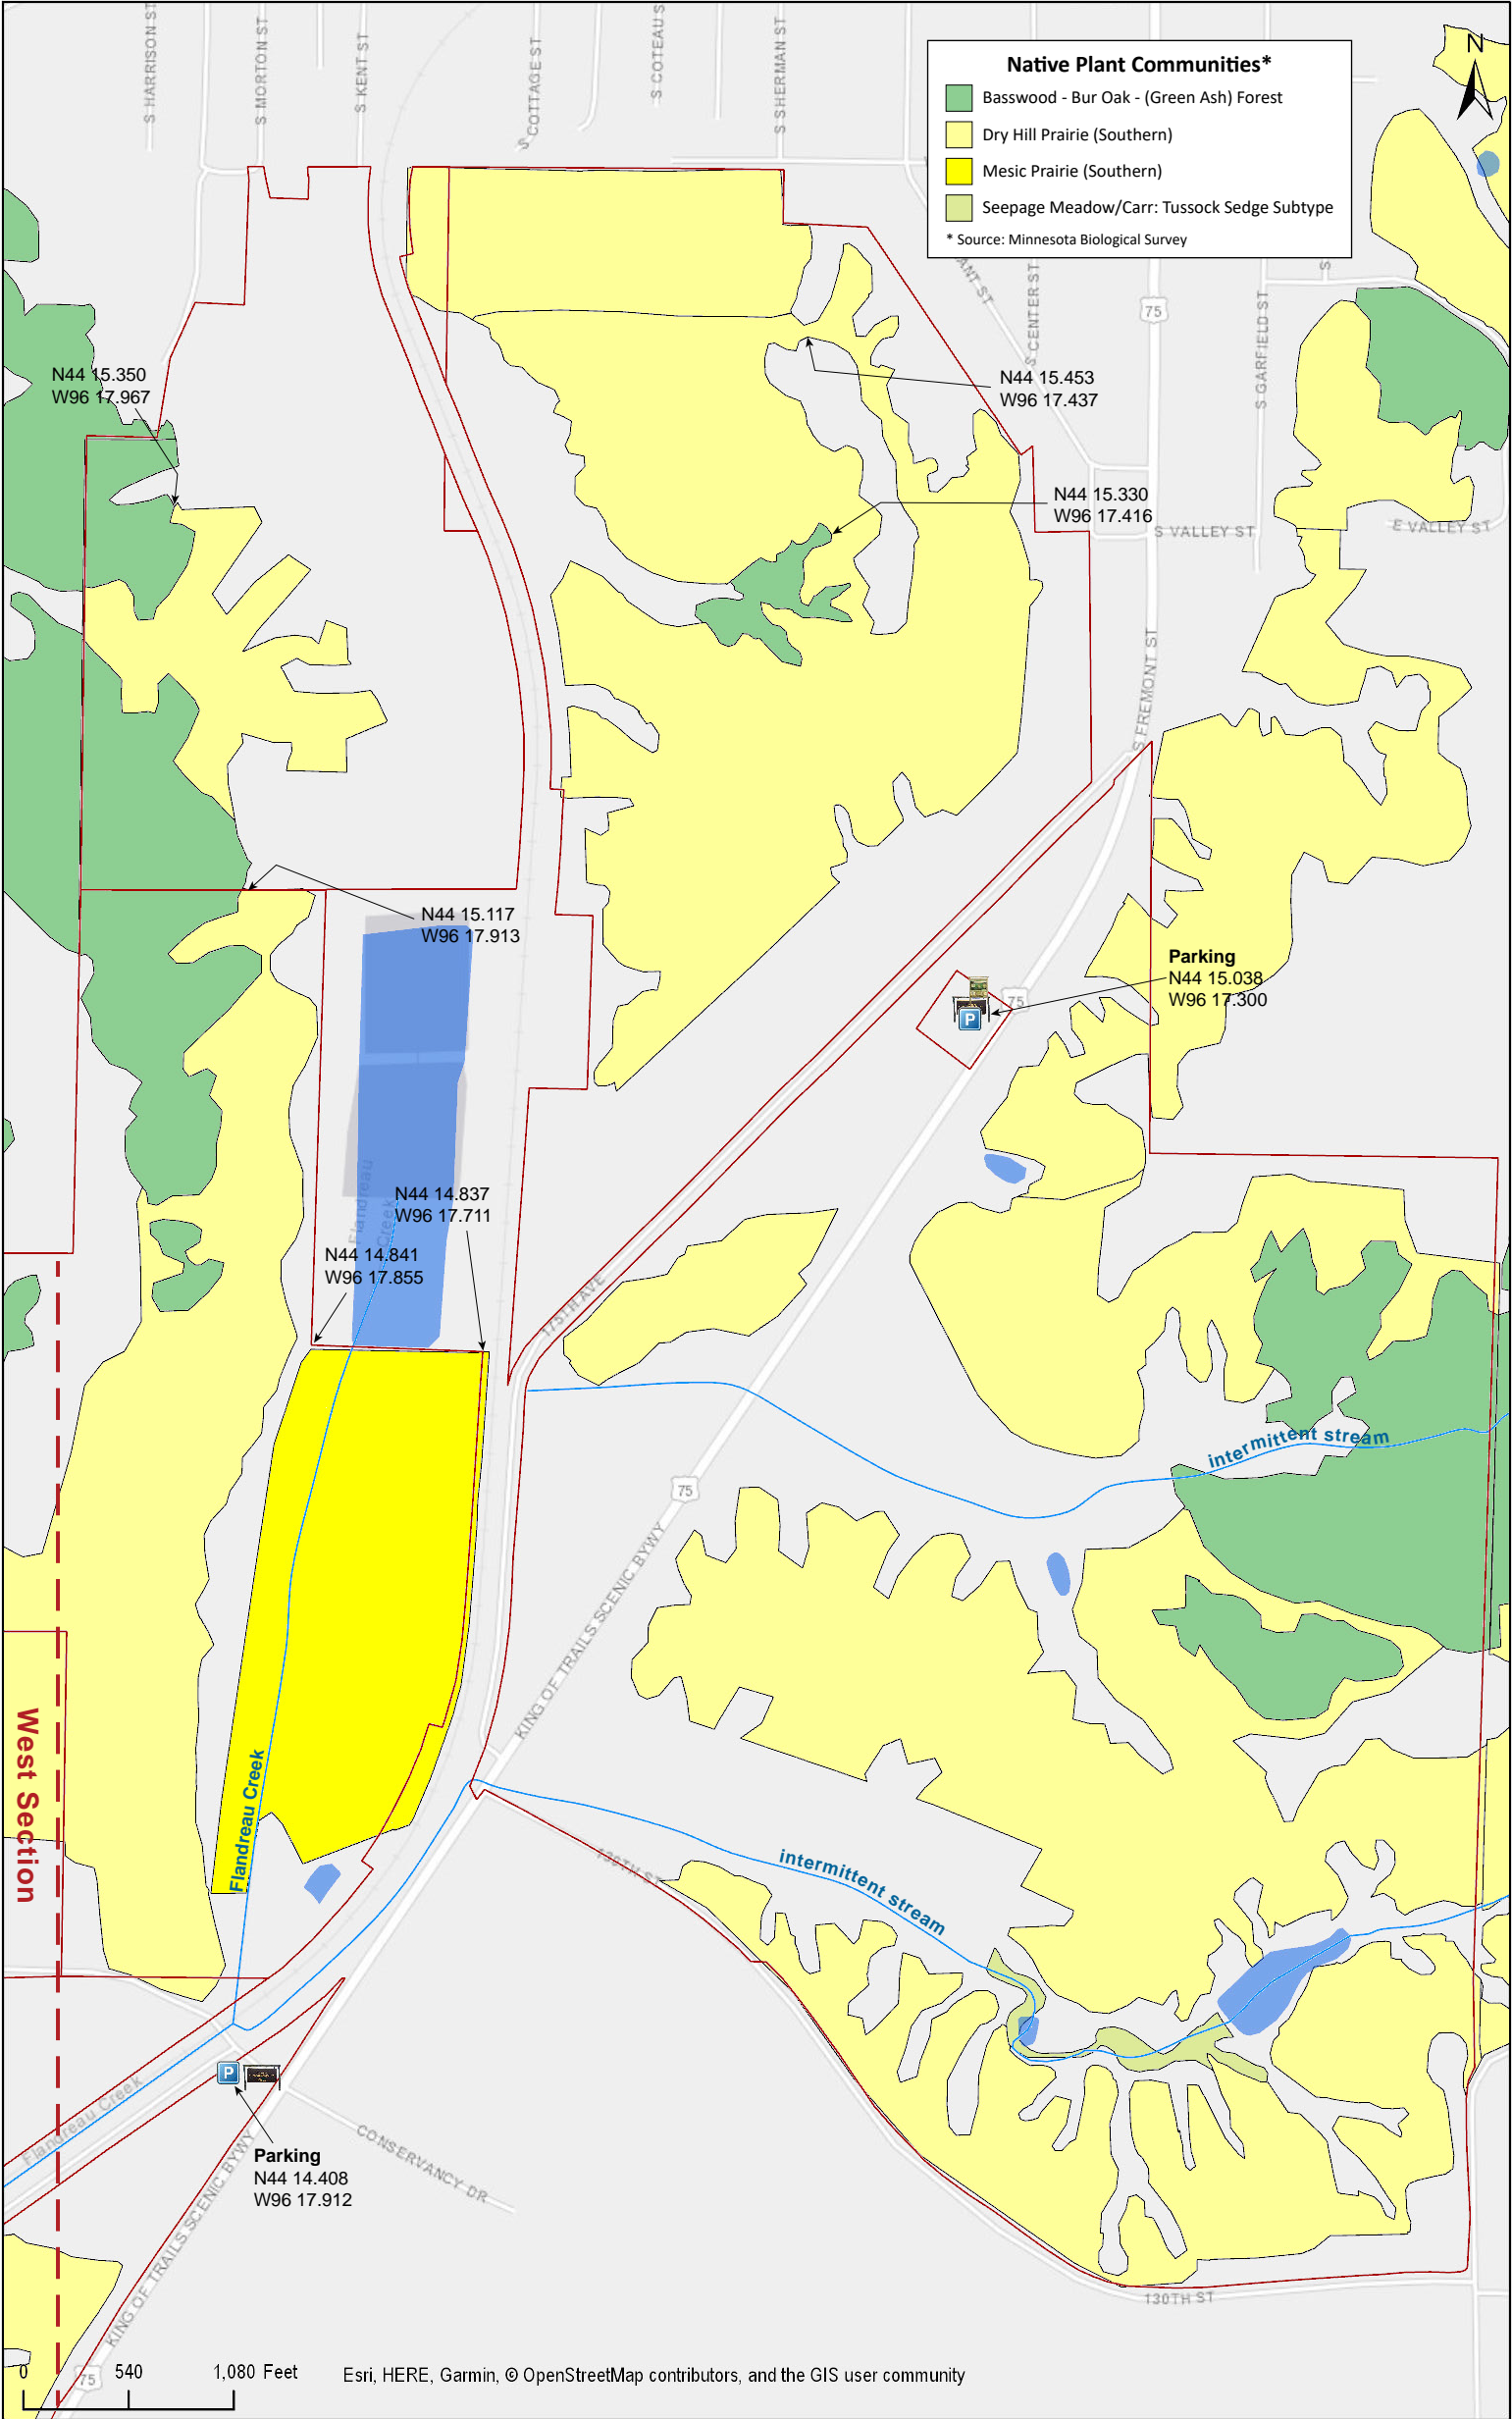 S HARRISON ST
S MORTON ST
S KENT ST
S COTTAGE ST
S COTEAU S
S SHERMAN ST
Native Plant Communities*
Basswood - Bur Oak - (Green Ash) Forest
Dry Hill Prairie (Southern)
Mesic Prairie (Southern)
Seepage Meadow/Carr: Tussock Sedge Subtype
* Source: Minnesota Biological Survey
N
ANT ST
S CENTER ST
75
S GARFIELD ST
S
N44 15.350
W96 17.967
N44 15.453
W96 17.437
N44 15.330
W96 17.416
S VALLEY ST
E VALLEY ST
S FREMONT ST
N44 15.117
W96 17.913
Parking
N44 15.038
W96 17.300
P
75
Flandreau
Creek
N44 14.837
W96 17.711
N44 14.841
W96 17.855
175TH AVE
intermittent stream
75
KING OF TRAILS SCENIC BYWY
West Section
Flandreau Creek
130TH ST
intermittent stream
P
Flandreau Creek
Parking
N44 14.408
W96 17.912
CONSERVANCY DR
KING OF TRAILS SCENIC BYWY
130TH ST
75
0 540 1,080 Feet
Esri, HERE, Garmin, © OpenStreetMap contributors, and the GIS user community